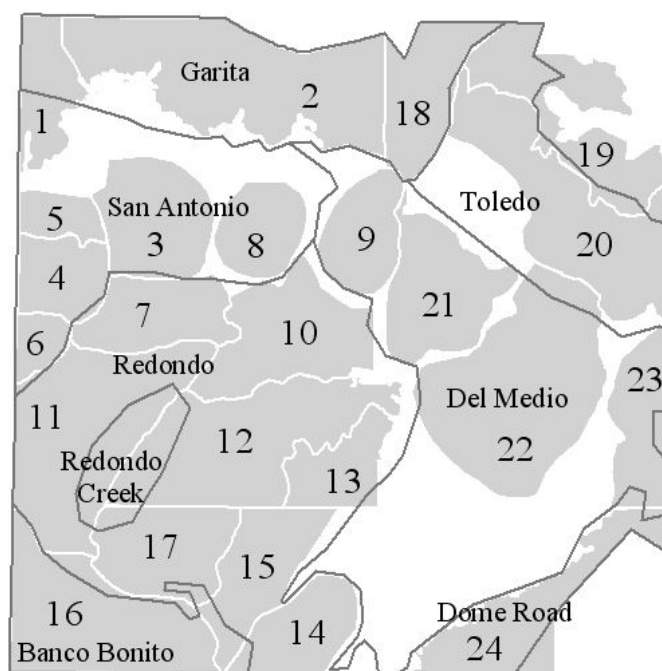 Garita
2
18
1
19
San Antonio
Toledo
5
3
8
9
20
4
7
21
6
10
Redondo
23
11
Del Medio
12
22
Redondo
Creek
13
17
15
16
14
Dome Road
Banco Bonito
24